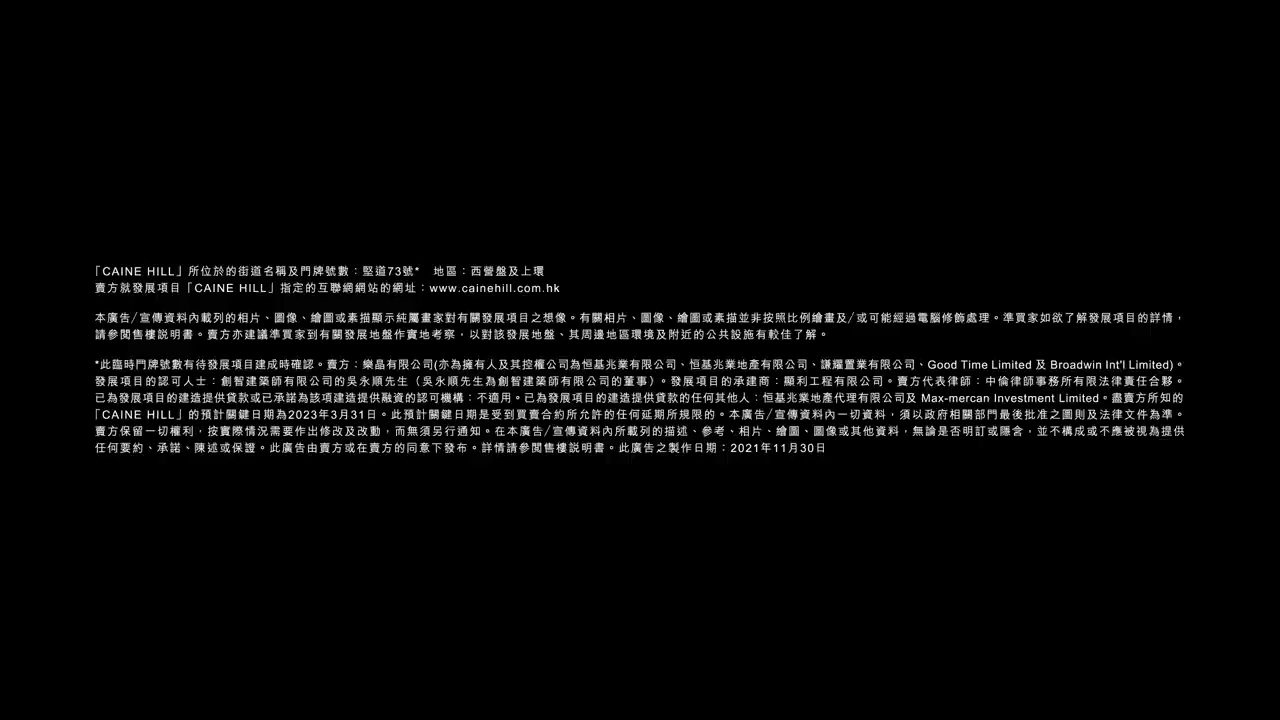 「CAINE HILL」所位於的街道名稱及門牌號數：堅道73號* 地區：西營盤及上環
賣方就發展項目「CAINE HILL」指定的互聯網網站的網址：www.cainehill.com.hk
本廣告/宣傳資料內載列的相片、圖像、繪圖或素描顯示純屬畫家對有關發展項目之想像。有關相片、圖像、繪圖或素描並非按照比例繪畫及/或可能經過電腦修飾處理。準買家如欲了解發展項目的詳情，
請參閱售樓說明書。賣方亦建議準買家到有關發展地盤作實地考察，以對該發展地盤、其周邊地區環境及附近的公共設施有較佳了解。
*此臨時門牌號數有待發展項目建成時確認。賣方：樂晶有限公司(亦為擁有人及其控權公司為恒基兆業有限公司、恒基兆業地產有限公司、謙耀置業有限公司、Good Time Limited 及 Broadwin Int'l Limited)。
發展項目的認可人士：創智建築師有限公司的吳永順先生（吳永順先生為創智建築師有限公司的董事）。發展項目的承建商：顯利工程有限公司。賣方代表律師：中倫律師事務所有限法律責任合夥。
已為發展項目的建造提供貸款或已承諾為該項建造提供融資的認可機構：不適用。已為發展項目的建造提供貸款的任何其他人：恒基兆業地產代理有限公司及 Max-mercan Investment Limited。盡賣方所知的
「CAINE HILL」的預計關鍵日期為2023年3月31日。此預計關鍵日期是受到買賣合約所允許的任何延期所規限的。本廣告/宣傳資料內一切資料，須以政府相關部門最後批准之圖則及法律文件為準。
賣方保留一切權利，按實際情況需要作出修改及改動，而無須另行通知。在本廣告/宣傳資料內所載列的描述、參考、相片、繪圖、圖像或其他資料，無論是否明訂或隱含，並不構成或不應被視為提供
任何要約、承諾、陳述或保證。此廣告由賣方或在賣方的同意下發布。詳情請參閱售樓說明書。此廣告之製作日期：2021年11月30日